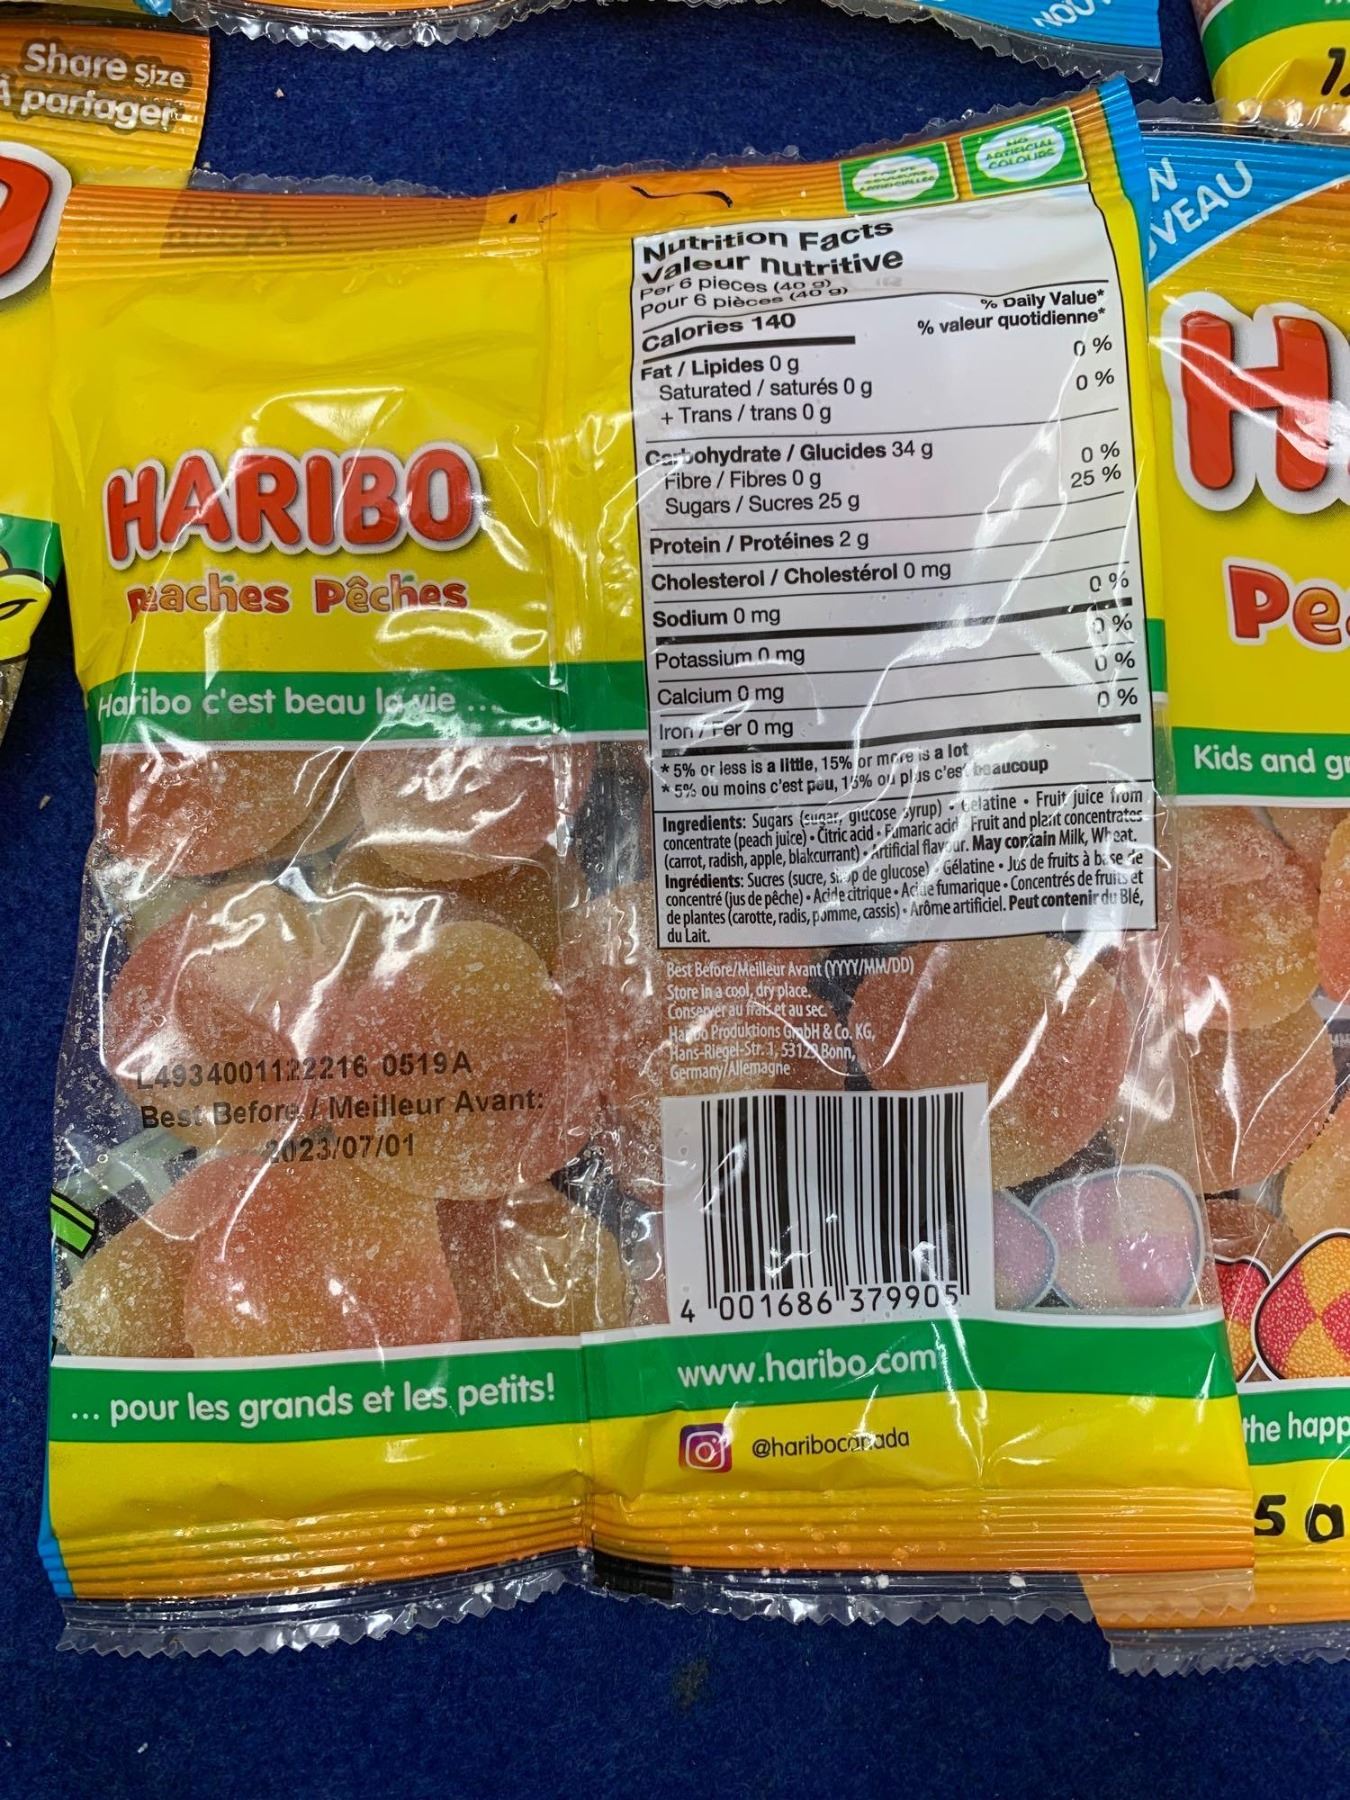 NOU
Share Size
À partager
NO
ARTIFICIAL
COLOURS
VEAU
Nutrition Facts
Valeur nutritive
Per 6 pieces (40 g)
Pour 6 pièces (40 g)
Calories 140
% Daily Value*
% valeur quotidienne*
Fat / Lipides 0 g 0 %
Saturated / saturés 0 g 0 %
+ Trans / trans 0 g
Carbohydrate / Glucides 34 g
Fibre / Fibres 0 g 0 %
Sugars / Sucres 25 g 25 %
Protein / Protéines 2 g
Cholesterol / Cholestérol 0 mg
Sodium 0 mg 0 %
Potassium 0 mg 0 %
Calcium 0 mg 0 %
Iron / Fer 0 mg 0 %
* 5% or less is a little, 15% or more is a lot
* 5% ou moins c'est peu, 15% ou plus c'est beaucoup
Ingredients: Sugars (sugar, glucose syrup) • Gelatine • Fruit juice from
concentrate (peach juice) • Citric acid • Fumaric acid • Fruit and plant concentrates
(carrot, radish, apple, blakcurrant) • Artificial flavour. May contain Milk, Wheat.
Ingrédients: Sucres (sucre, sirop de glucose) • Gélatine • Jus de fruits à base de
concentré (jus de pêche) • Acide citrique • Acide fumarique • Concentrés de fruits et
de plantes (carotte, radis, pomme, cassis) • Arôme artificiel. Peut contenir du Blé,
du Lait.
Best Before/Meilleur Avant (YYYY/MM/DD)
Store in a cool, dry place.
Conserver au frais et au sec.
Haribo Produktions GmbH & Co. KG,
Hans-Riegel-Str. 1, 53129 Bonn,
Germany/Allemagne
4 001686 379905
www.haribo.com
@haribocanada
HARIBO
Peaches Pêches
Haribo c'est beau la vie ...
L4934001122216 0519 A
Best Before / Meilleur Avant:
2023/07/01
... pour les grands et les petits!
H
Pe
Kids and gr
the happ
5 g